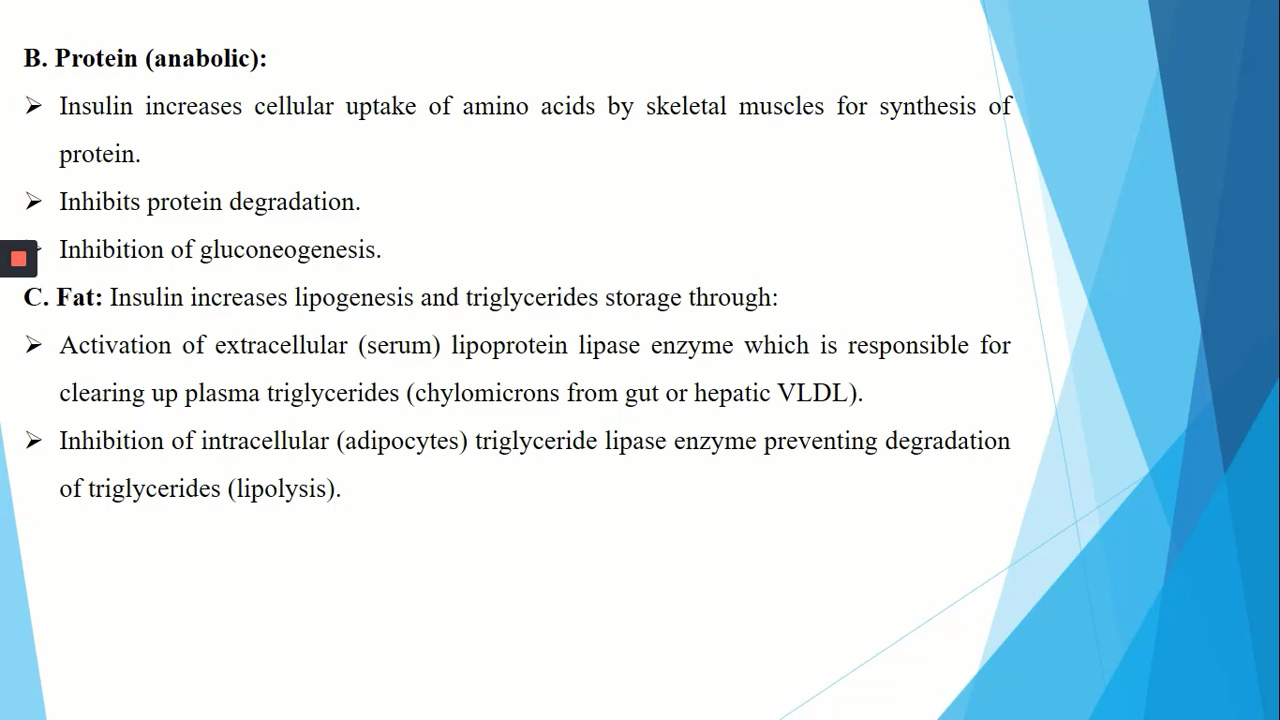 B. Protein (anabolic):
➢ Insulin increases cellular uptake of amino acids by skeletal muscles for synthesis of
protein.
➢ Inhibits protein degradation.
Inhibition of gluconeogenesis.
C. Fat: Insulin increases lipogenesis and triglycerides storage through:
➢ Activation of extracellular (serum) lipoprotein lipase enzyme which is responsible for
clearing up plasma triglycerides (chylomicrons from gut or hepatic VLDL).
➢ Inhibition of intracellular (adipocytes) triglyceride lipase enzyme preventing degradation
of triglycerides (lipolysis).